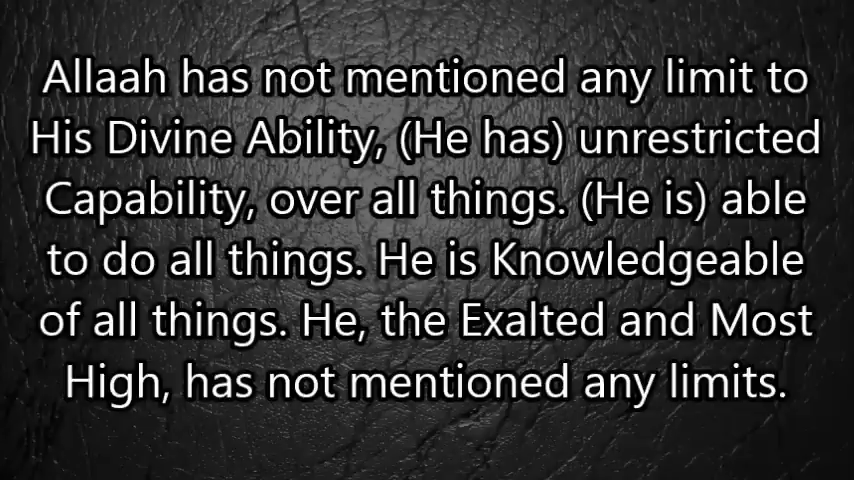 Allaah has not mentioned any limit to
His Divine Ability, (He has) unrestricted
Capability, over all things. (He is) able
to do all things. He is Knowledgeable
of all things. He, the Exalted and Most
High, has not mentioned any limits.